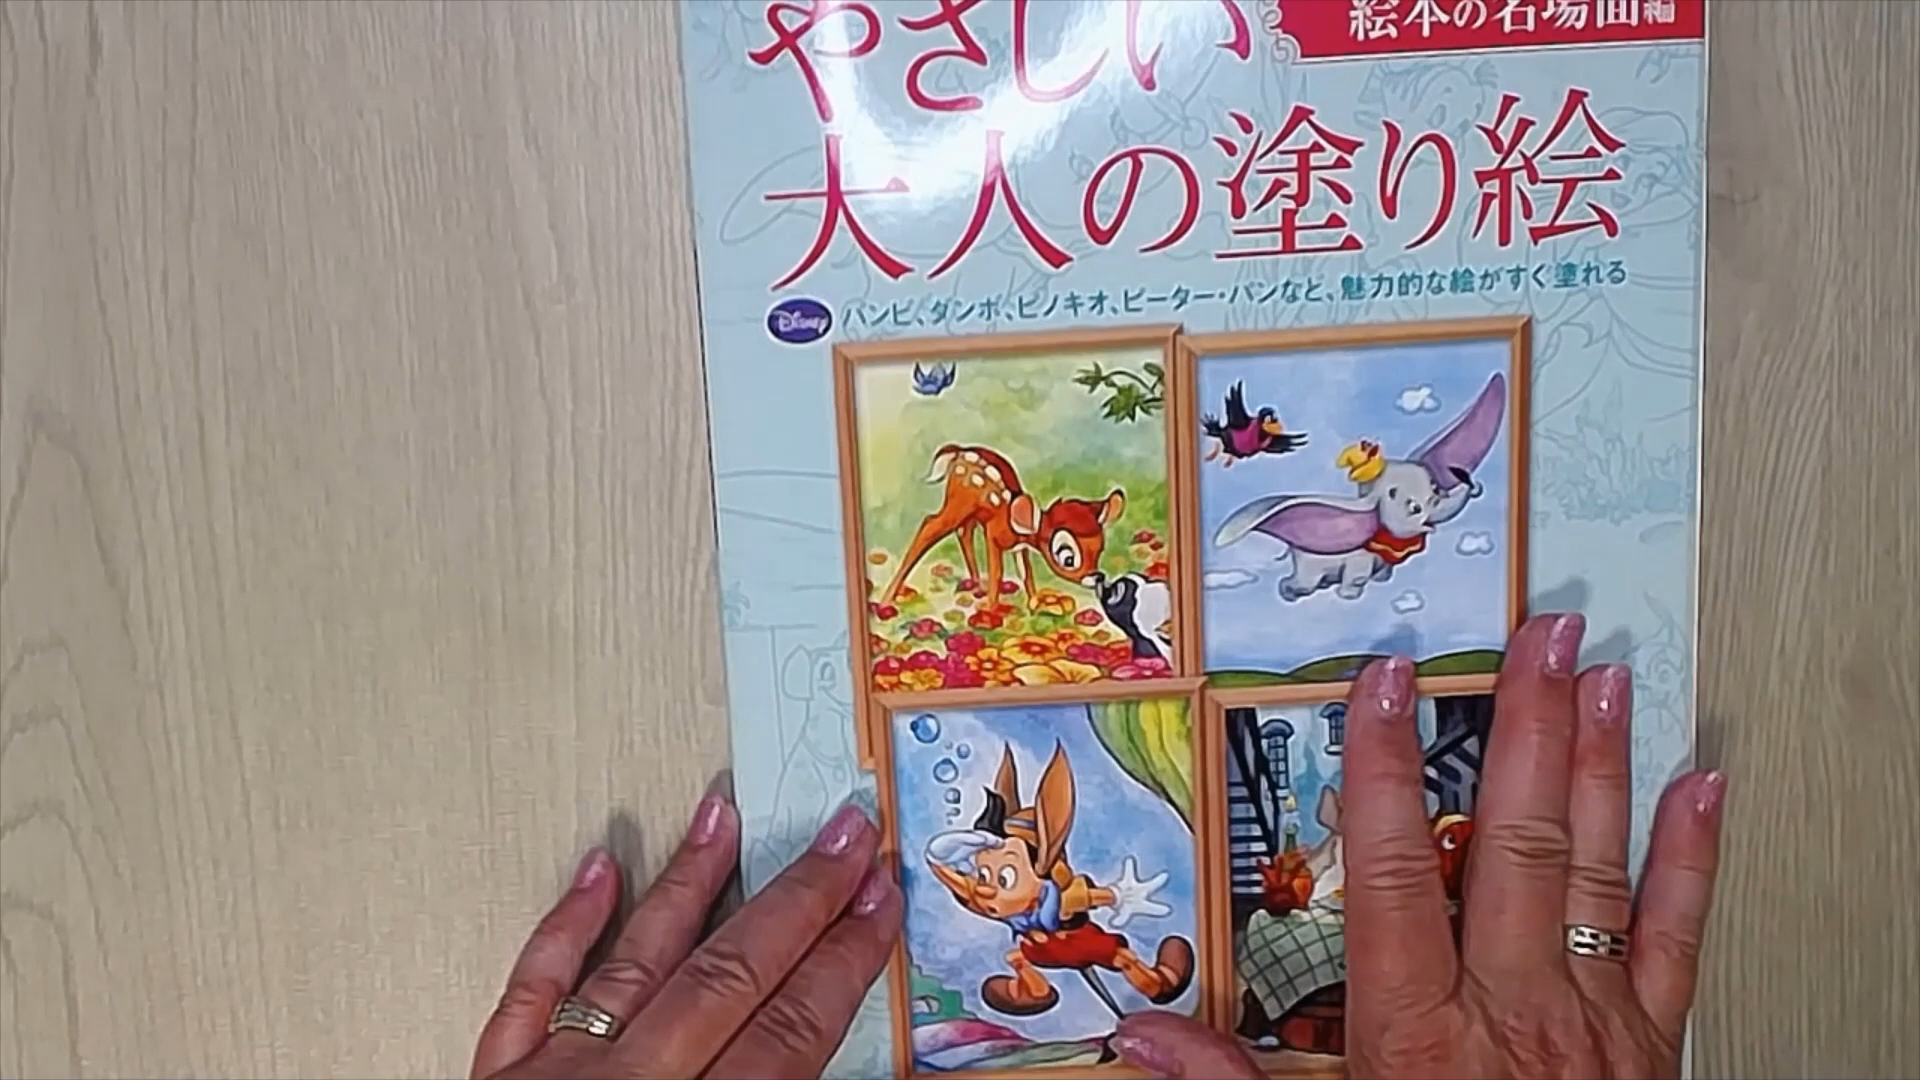 絵本の名場面編
やさしい
大人の塗り絵
Disney
バンビ、ダンボ、ピノキオ、ピーター・パンなど、魅力的な絵がすぐ塗れる